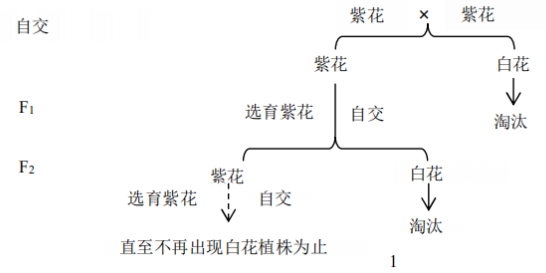 自交 紫花 × 紫花
紫花 白花
F₁ 选育紫花 自交 淘汰
F₂ 紫花 白花
选育紫花 自交 淘汰
直至不再出现白花植株为止
1